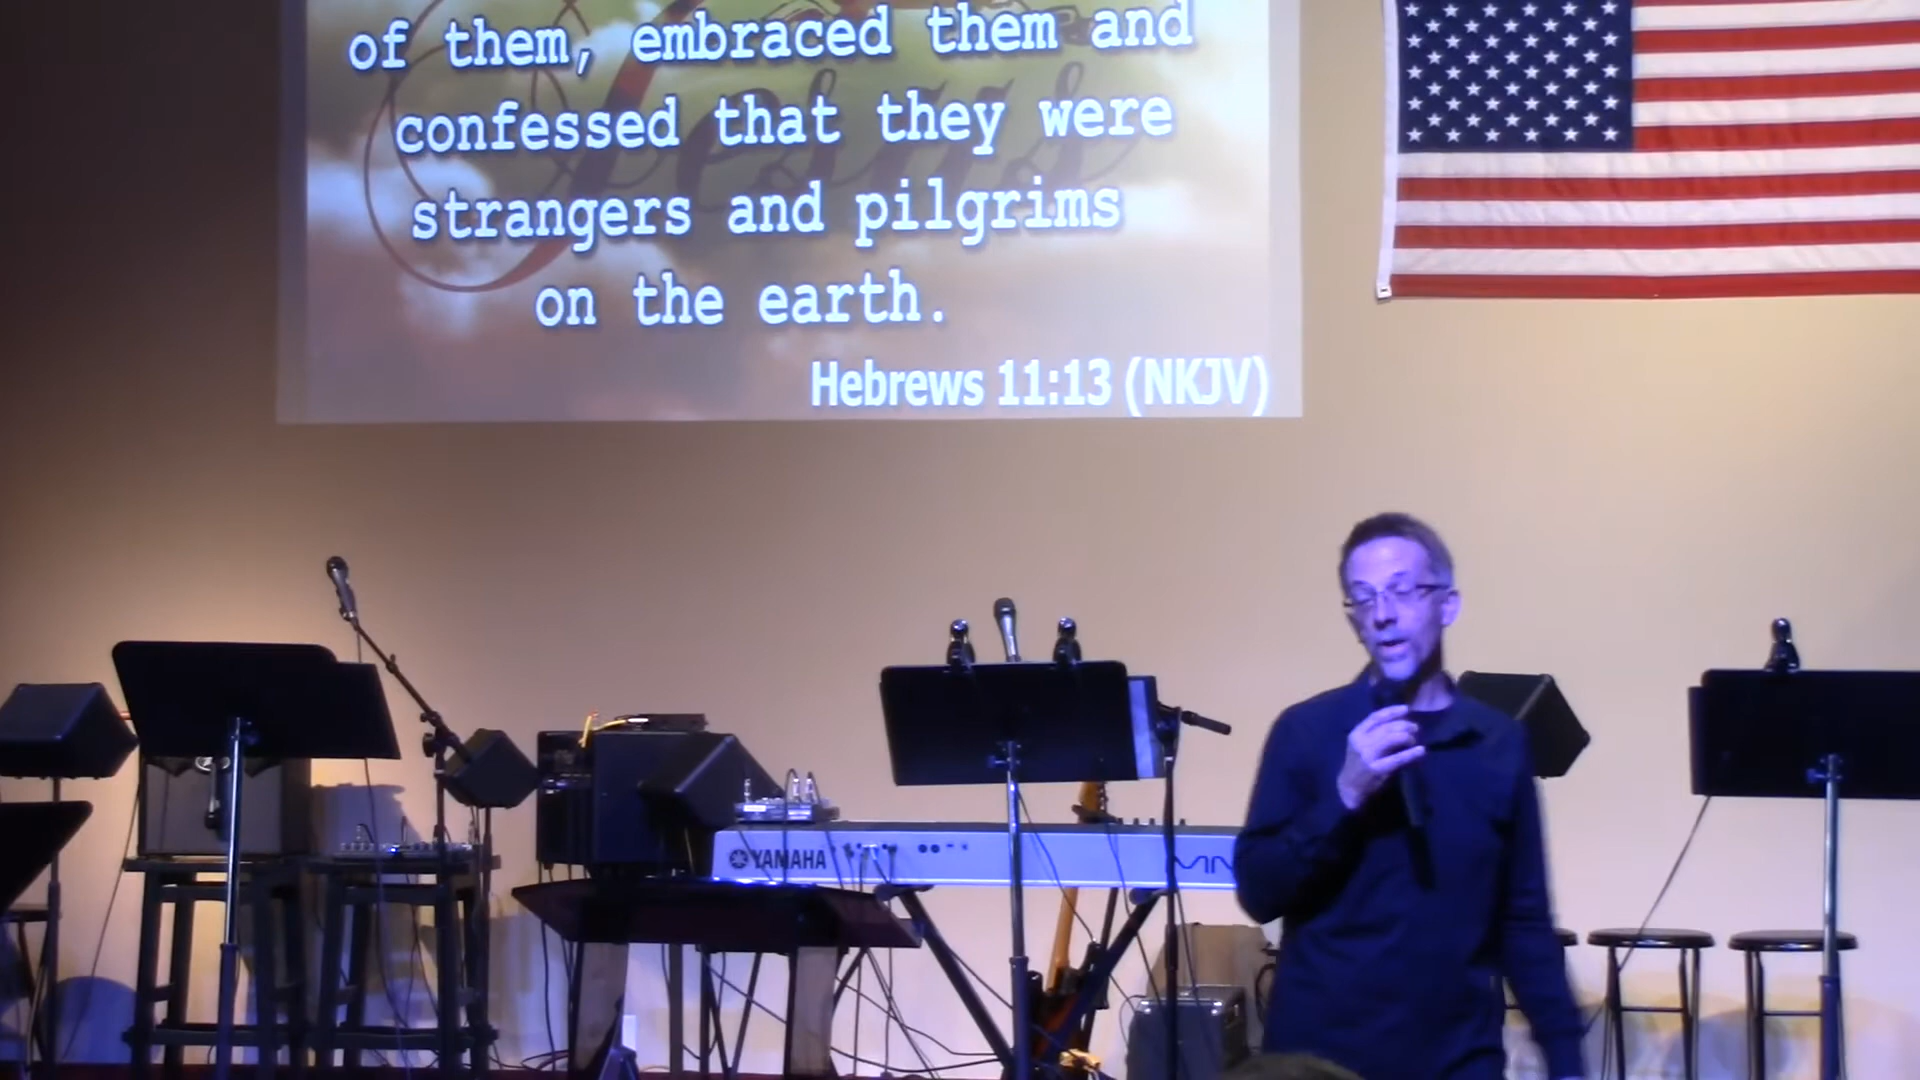 of them, embraced them and
confessed that they were
strangers and pilgrims
on the earth.
Hebrews 11:13 (NKJV)
Jesus
YAMAHA